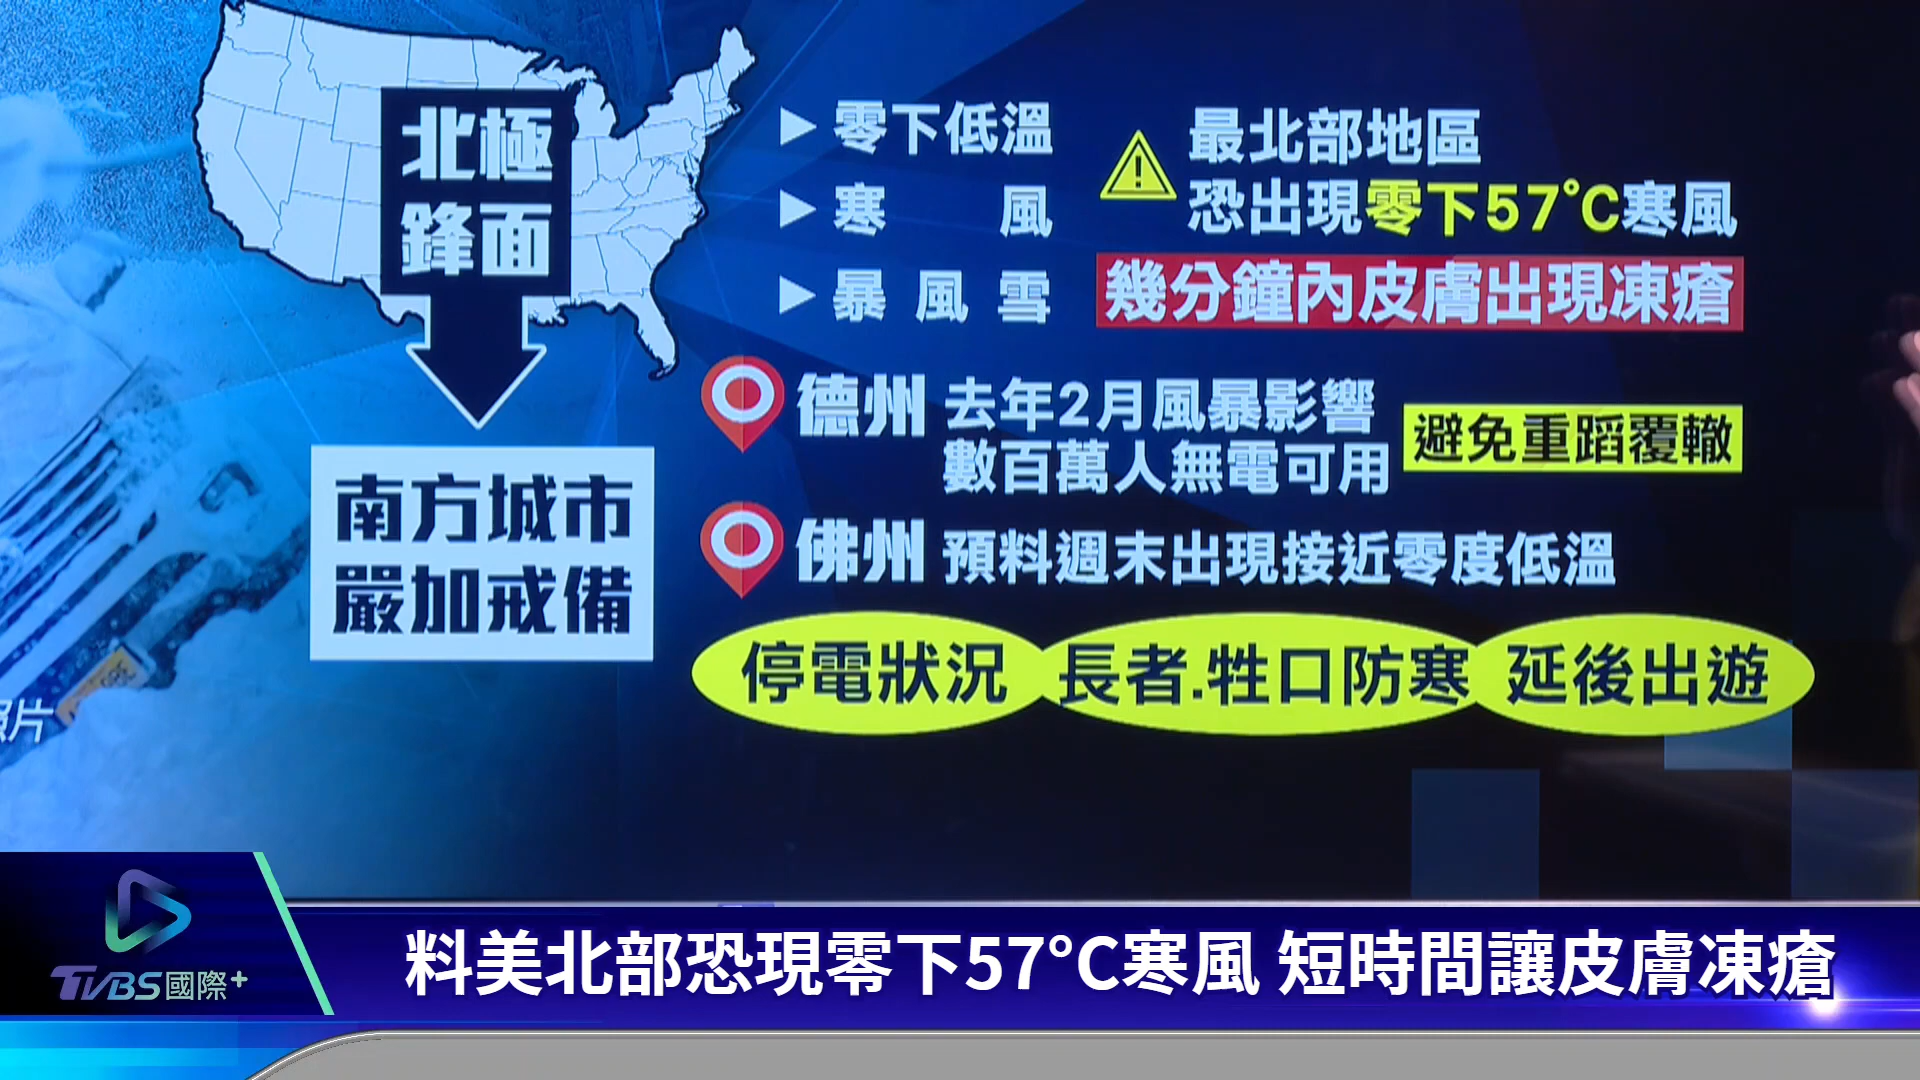 北極
鋒面
南方城市
嚴加戒備
零下低溫
寒風
暴風雪
最北部地區
恐出現零下57°C寒風
幾分鐘內皮膚出現凍瘡
德州
去年2月風暴影響
數百萬人無電可用
避免重蹈覆轍
佛州
預料週末出現接近零度低溫
停電狀況
長者.牲口防寒
延後出遊
照片
TVBS國際+
料美北部恐現零下57°C寒風 短時間讓皮膚凍瘡